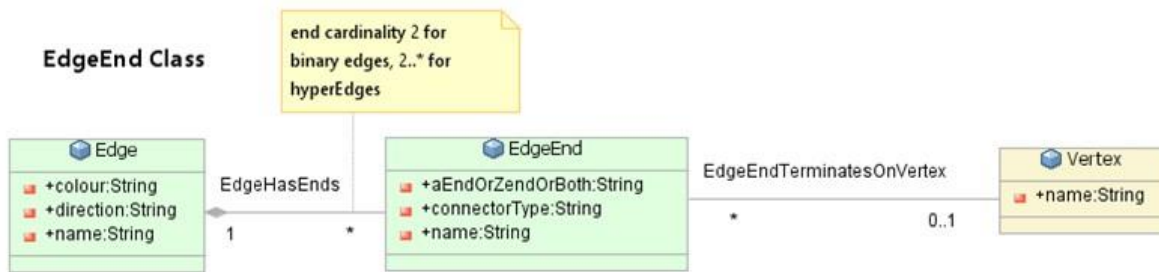 EdgeEnd Class
end cardinality 2 for
binary edges, 2..* for
hyperEdges
Edge
+colour:String
+direction:String
+name:String
EdgeHasEnds
1
*
EdgeEnd
+aEndOrZendOrBoth:String
+connectorType:String
+name:String
EdgeEndTerminatesOnVertex
*
0..1
Vertex
+name:String